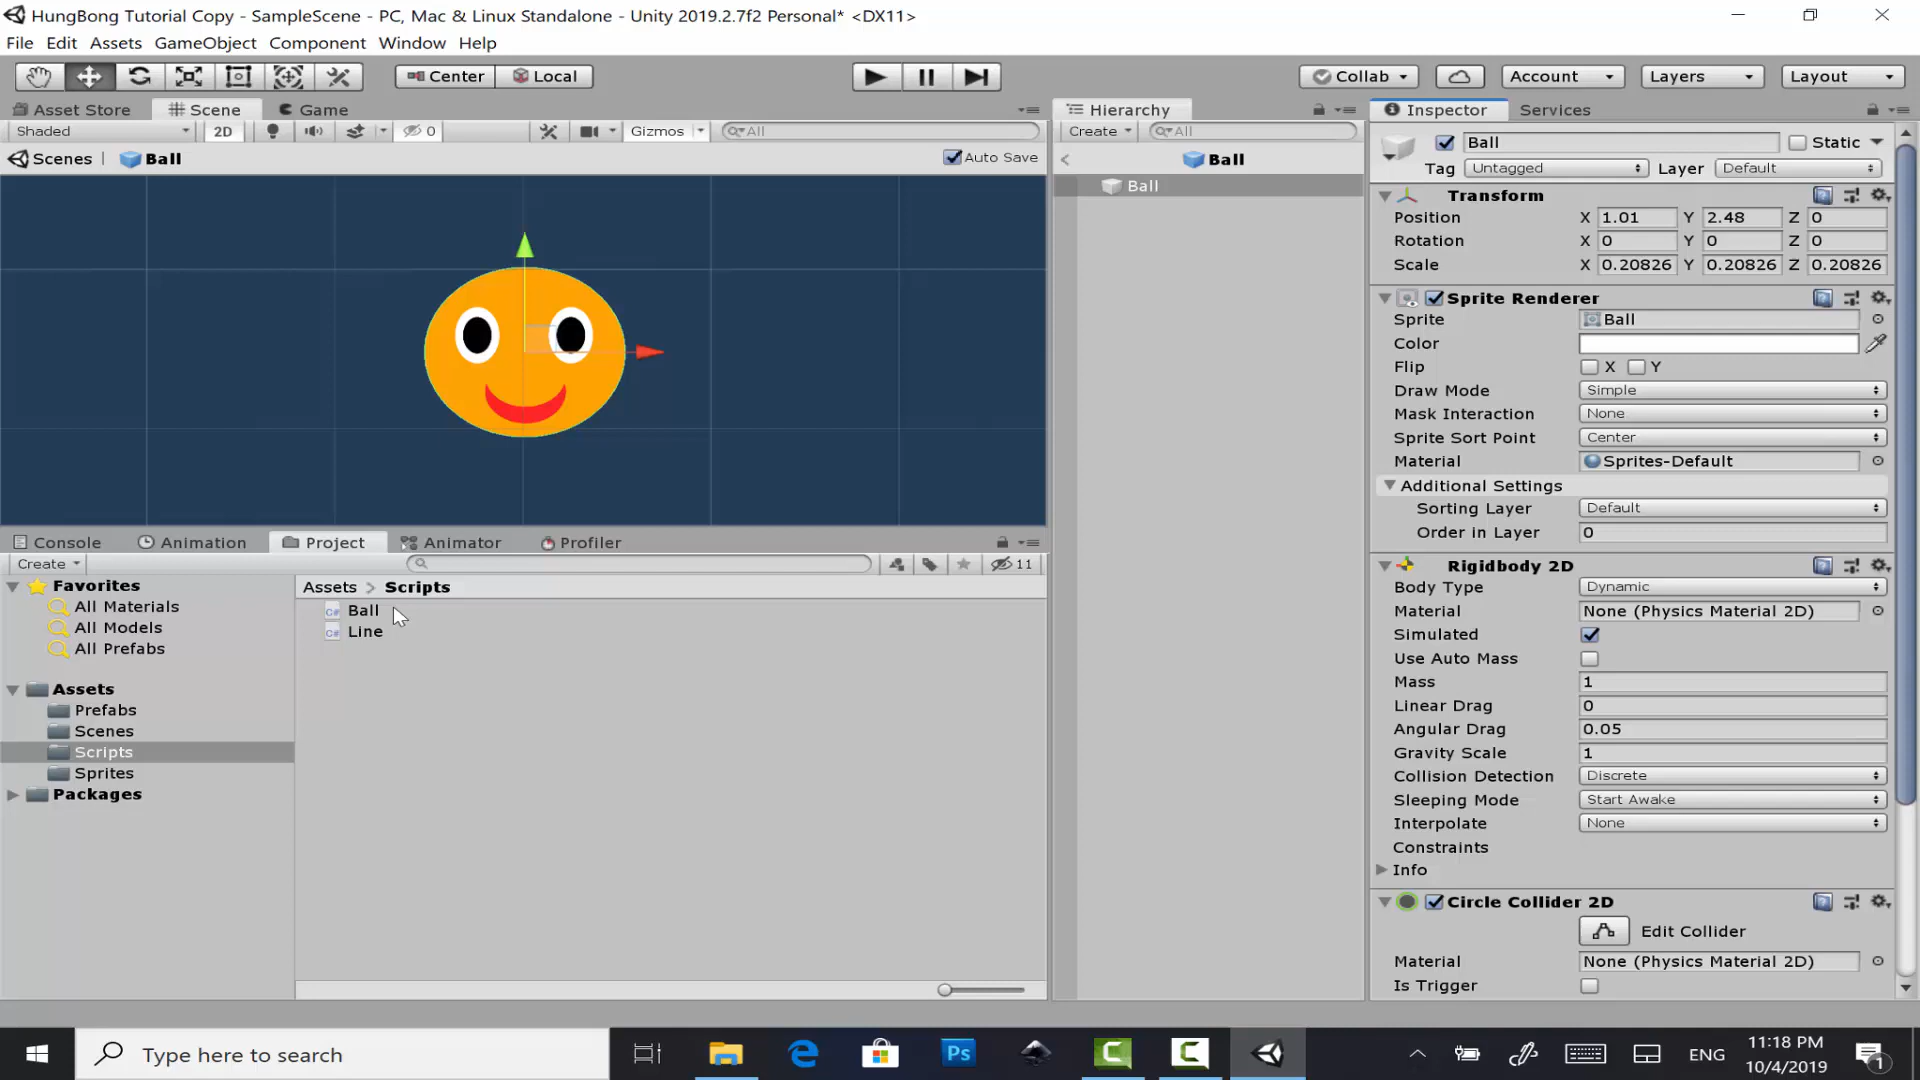 HungBong Tutorial Copy - SampleScene - PC, Mac & Linux Standalone - Unity 2019.2.7f2 Personal* <DX11>
File Edit Assets GameObject Component Window Help
Center Local Collab Account Layers Layout
Asset Store Scene Game
Shaded 2D 0 Gizmos All
Scenes Ball Auto Save
Hierarchy
Create All
< Ball
Ball
Inspector Services
Ball Static
Tag Untagged Layer Default
Transform
Position X 1.01 Y 2.48 Z 0
Rotation X 0 Y 0 Z 0
Scale X 0.20826 Y 0.20826 Z 0.20826
Sprite Renderer
Sprite Ball
Color
Flip X Y
Draw Mode Simple
Mask Interaction None
Sprite Sort Point Center
Material Sprites-Default
Additional Settings
Sorting Layer Default
Order in Layer 0
Rigidbody 2D
Body Type Dynamic
Material None (Physics Material 2D)
Simulated
Use Auto Mass
Mass 1
Linear Drag 0
Angular Drag 0.05
Gravity Scale 1
Collision Detection Discrete
Sleeping Mode Start Awake
Interpolate None
Constraints
Info
Circle Collider 2D
Edit Collider
Material None (Physics Material 2D)
Is Trigger
Console Animation Project Animator Profiler
Create 11
Favorites
All Materials
All Models
All Prefabs
Assets
Prefabs
Scenes
Scripts
Sprites
Packages
Assets > Scripts
C# Ball
C# Line
Type here to search
Ps
C C
ENG
11:18 PM
10/4/2019
1